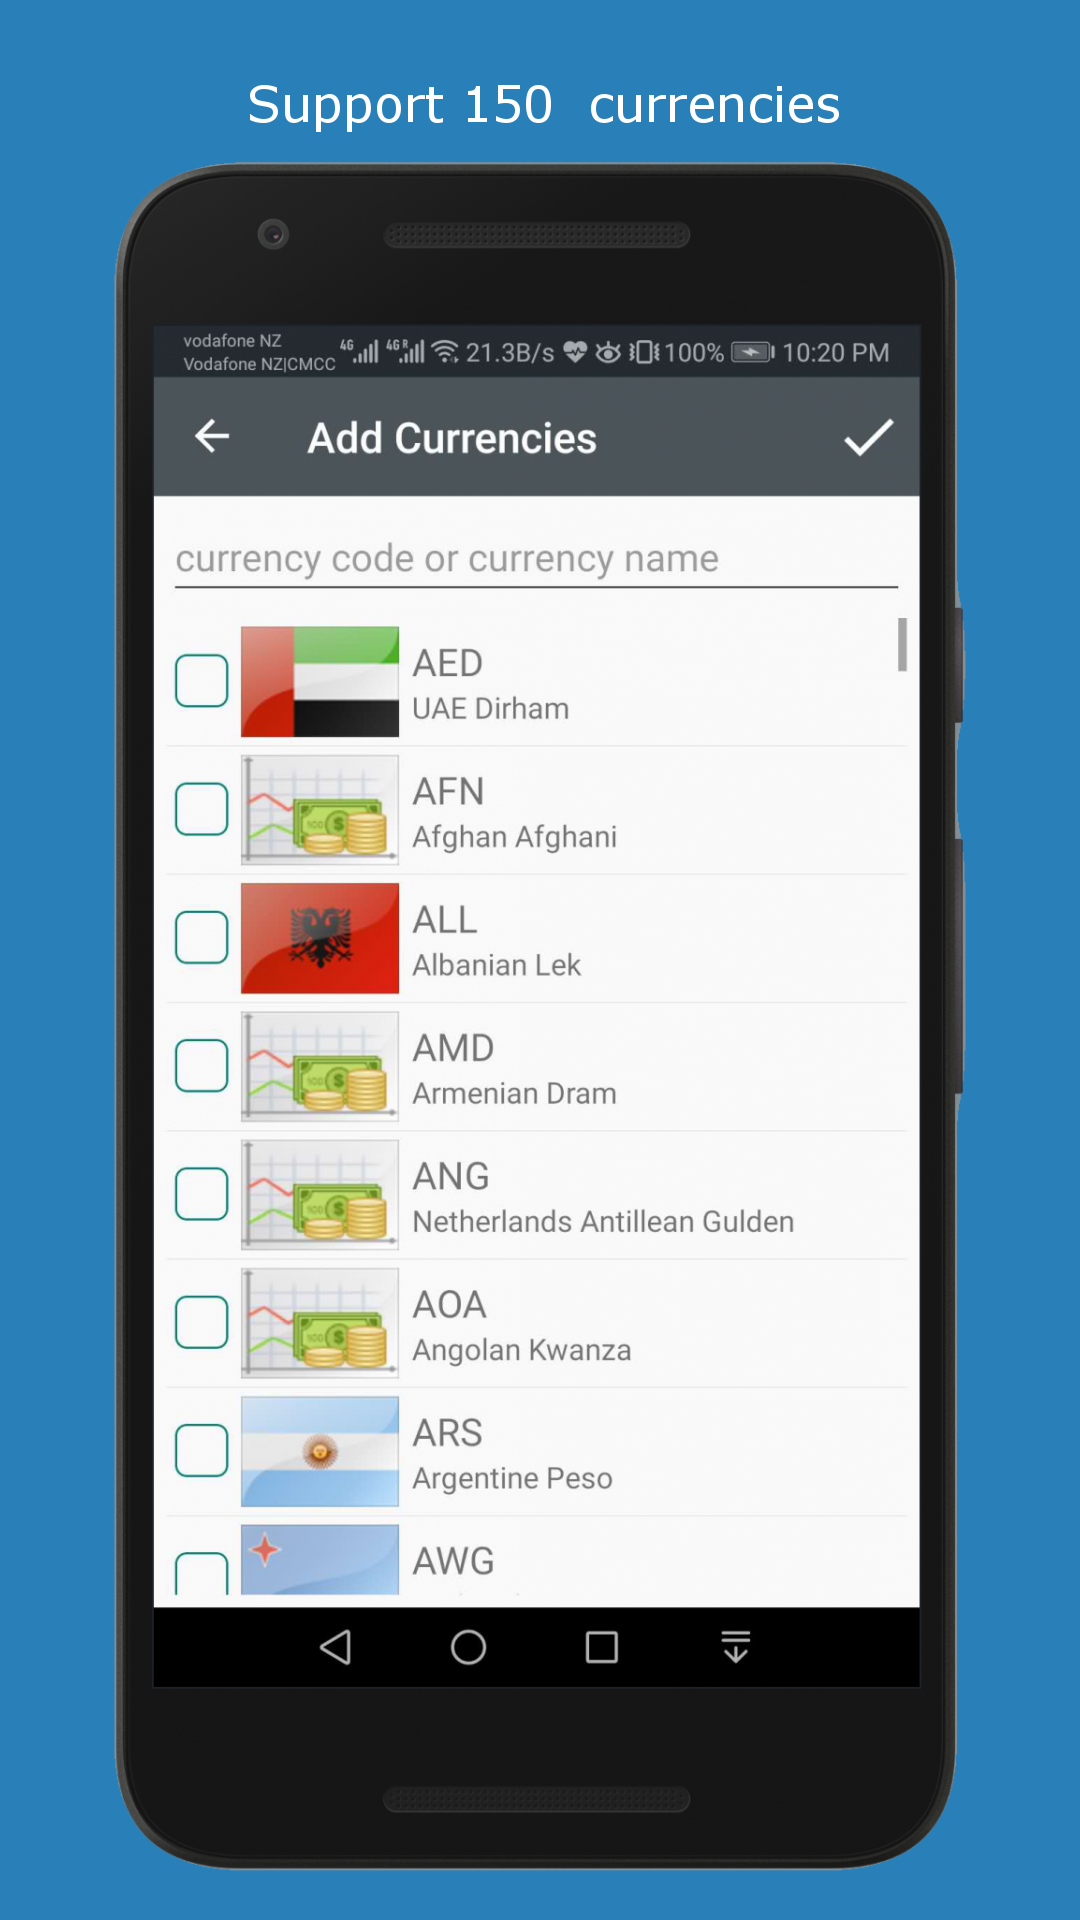 Support 150  currencies
vodafone NZ
Vodafone NZ|CMCC
4G 4G R 21.3B/s 100% 10:20 PM
Add Currencies
currency code or currency name
AED
UAE Dirham
AFN
Afghan Afghani
ALL
Albanian Lek
AMD
Armenian Dram
ANG
Netherlands Antillean Gulden
AOA
Angolan Kwanza
ARS
Argentine Peso
AWG